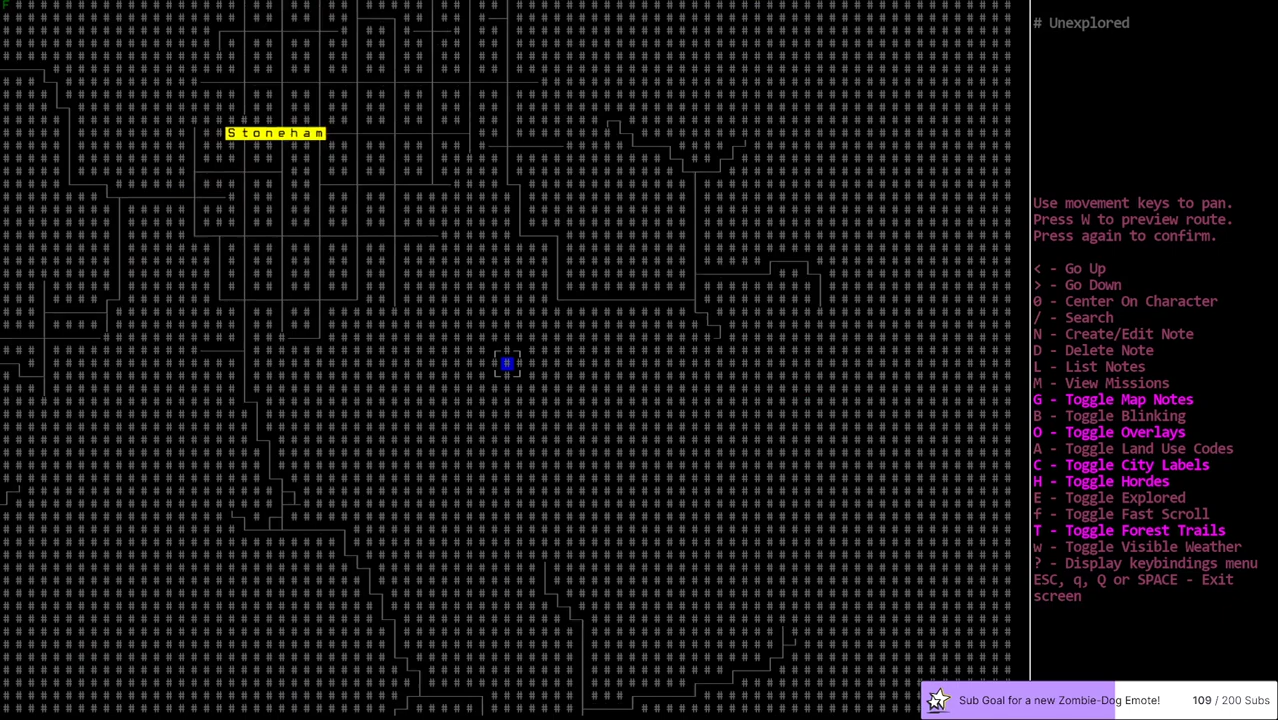 F
# Unexplored
Stoneham
Use movement keys to pan.
Press W to preview route.
Press again to confirm.
< - Go Up
> - Go Down
0 - Center On Character
/ - Search
N - Create/Edit Note
D - Delete Note
L - List Notes
M - View Missions
G - Toggle Map Notes
B - Toggle Blinking
O - Toggle Overlays
A - Toggle Land Use Codes
C - Toggle City Labels
H - Toggle Hordes
E - Toggle Explored
f - Toggle Fast Scroll
T - Toggle Forest Trails
w - Toggle Visible Weather
? - Display keybindings menu
ESC, q, Q or SPACE - Exit
screen
Sub Goal for a new Zombie-Dog Emote! 109 / 200 Subs